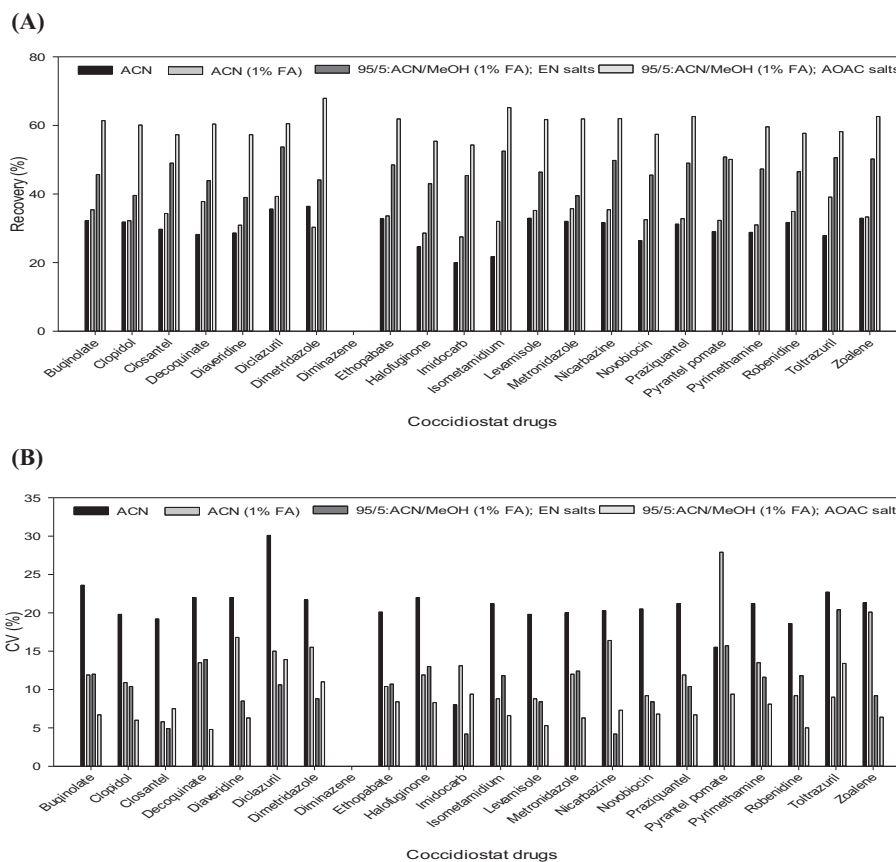 (A)
80
60
40
20
0
Recovery (%)
ACN
ACN (1% FA)
95/5:ACN/MeOH (1% FA); EN salts
95/5:ACN/MeOH (1% FA); AOAC salts
Buqinolate
Clopidol
Closantel
Decoquinate
Diaveridine
Diclazuril
Dimetridazole
Diminazene
Ethopabate
Halofuginone
Imidocarb
Isometamidium
Levamisole
Metronidazole
Nicarbazine
Novobiocin
Praziquantel
Pyrantel pomate
Pyrimethamine
Robenidine
Toltrazuril
Zoalene
Coccidiostat drugs
(B)
35
30
25
20
15
10
5
0
CV (%)
ACN
ACN (1% FA)
95/5:ACN/MeOH (1% FA); EN salts
95/5:ACN/MeOH (1% FA); AOAC salts
Buqinolate
Clopidol
Closantel
Decoquinate
Diaveridine
Diclazuril
Dimetridazole
Diminazene
Ethopabate
Halofuginone
Imidocarb
Isometamidium
Levamisole
Metronidazole
Nicarbazine
Novobiocin
Praziquantel
Pyrantel pomate
Pyrimethamine
Robenidine
Toltrazuril
Zoalene
Coccidiostat drugs